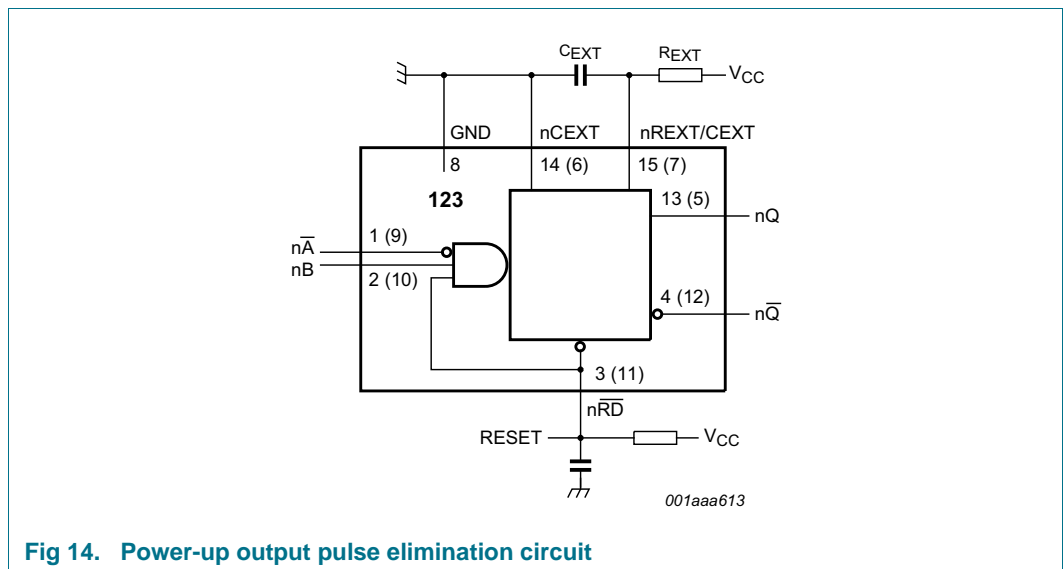 CEXT
REXT
VCC
GND
nCEXT
nREXT/CEXT
8
14 (6)
15 (7)
123
13 (5)
nQ
1 (9)
nA̅
nB
2 (10)
4 (12)
nQ̅
3 (11)
nR̅D̅
RESET
VCC
001aaa613
Fig 14. Power-up output pulse elimination circuit